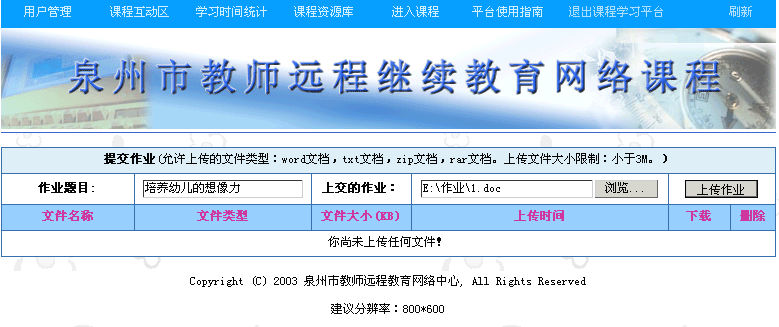 用户管理 课程互动区 学习时间统计 课程资源库 进入课程 平台使用指南 退出课程学习平台 刷新
泉州市教师远程继续教育网络课程
提交作业(允许上传的文件类型：word文档，txt文档，zip文档，rar文档。上传文件大小限制：小于3M。)
作业题目: 培养幼儿的想像力 上交的作业： E:\作业\1.doc 浏览... 上传作业
文件名称 文件类型 文件大小(KB) 上传时间 下载 删除
你尚未上传任何文件!
Copyright (C) 2003 泉州市教师远程教育网络中心, All Rights Reserved
建议分辨率：800*600